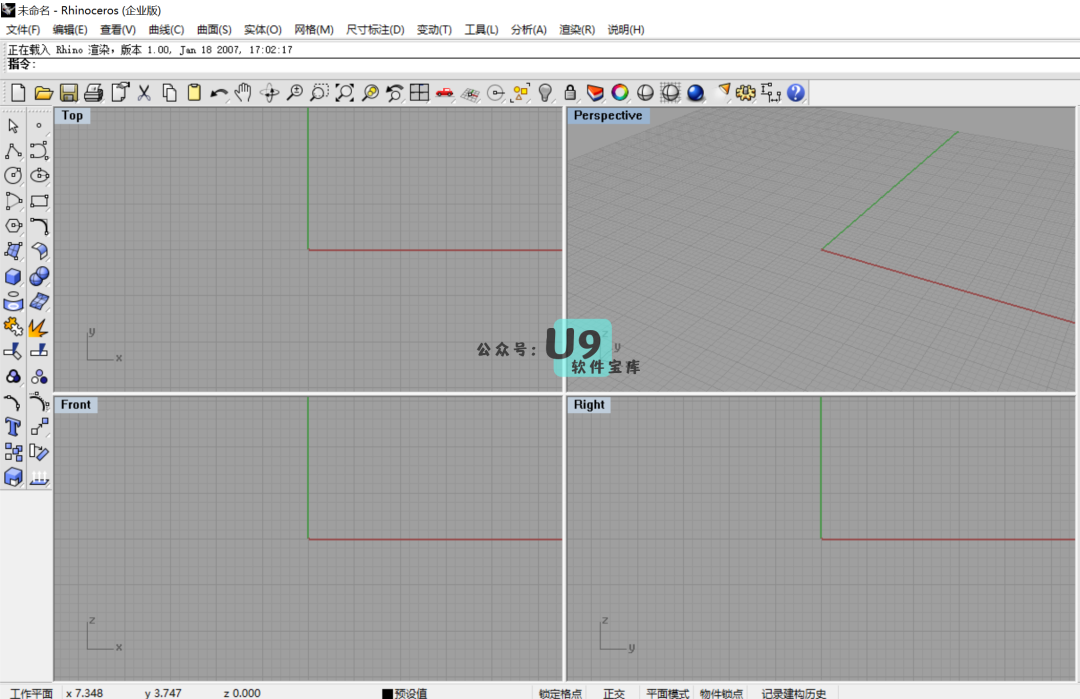 未命名 - Rhinoceros (企业版)
文件(F) 编辑(E) 查看(V) 曲线(C) 曲面(S) 实体(O) 网格(M) 尺寸标注(D) 变动(T) 工具(L) 分析(A) 渲染(R) 说明(H)
正在载入 Rhino 渲染，版本 1.00, Jan 18 2007, 17:02:17
指令:
Top
Perspective
y
x
z
y
公众号:
U9
软件宝库
Front
Right
z
x
z
y
工作平面 x 7.348 y 3.747 z 0.000 预设值 锁定格点 正交 平面模式 物件锁点 记录建构历史